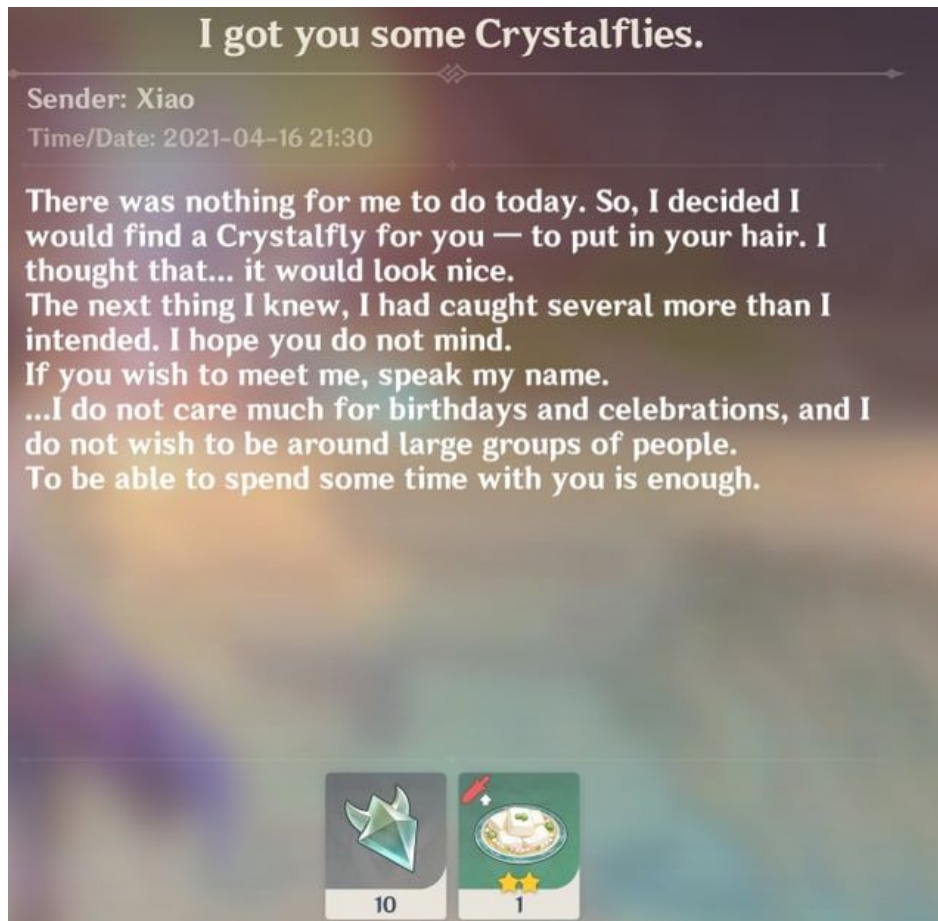 I got you some Crystalflies.
Sender: Xiao
Time/Date: 2021-04-16 21:30
There was nothing for me to do today. So, I decided I
would find a Crystalfly for you — to put in your hair. I
thought that... it would look nice.
The next thing I knew, I had caught several more than I
intended. I hope you do not mind.
If you wish to meet me, speak my name.
...I do not care much for birthdays and celebrations, and I
do not wish to be around large groups of people.
To be able to spend some time with you is enough.
10 1